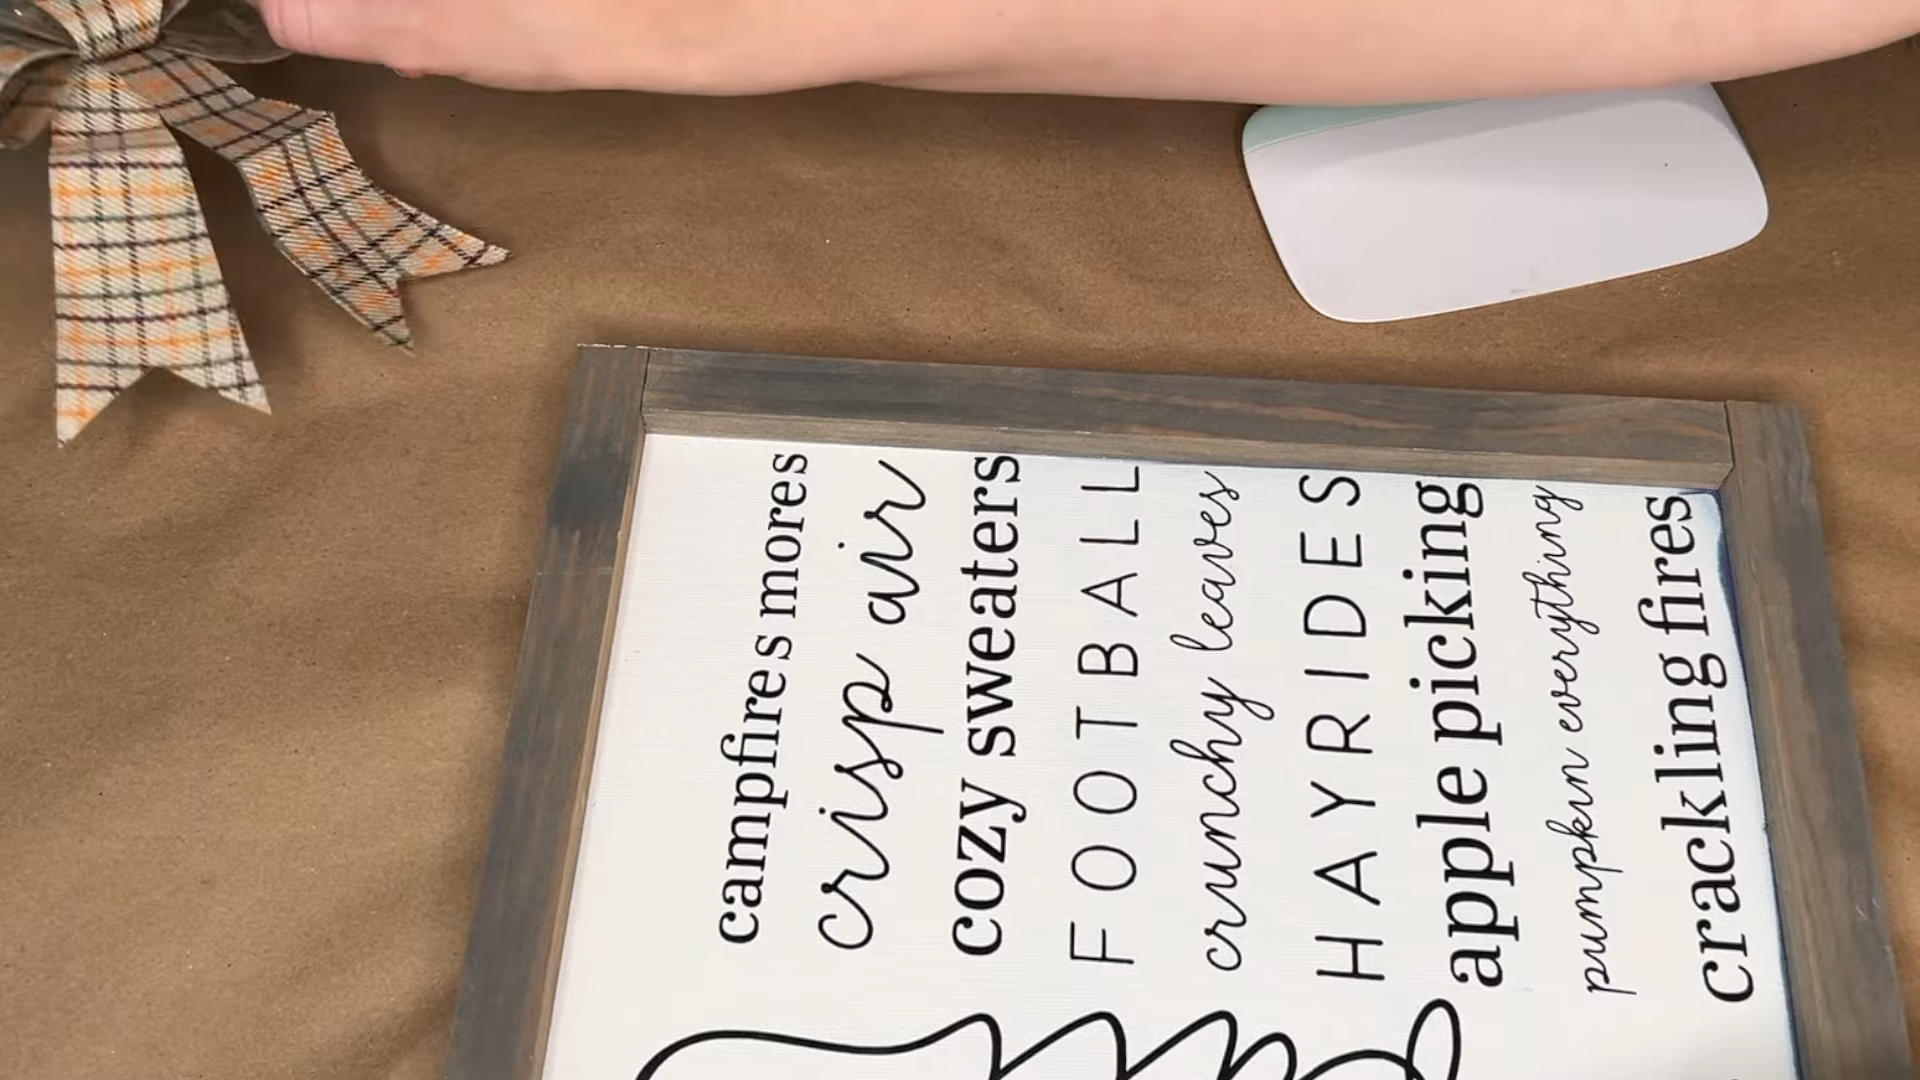 campfires mores
crisp air
cozy sweaters
FOOTBALL
crunchy leaves
HAYRIDES
apple picking
pumpkin everything
crackling fires